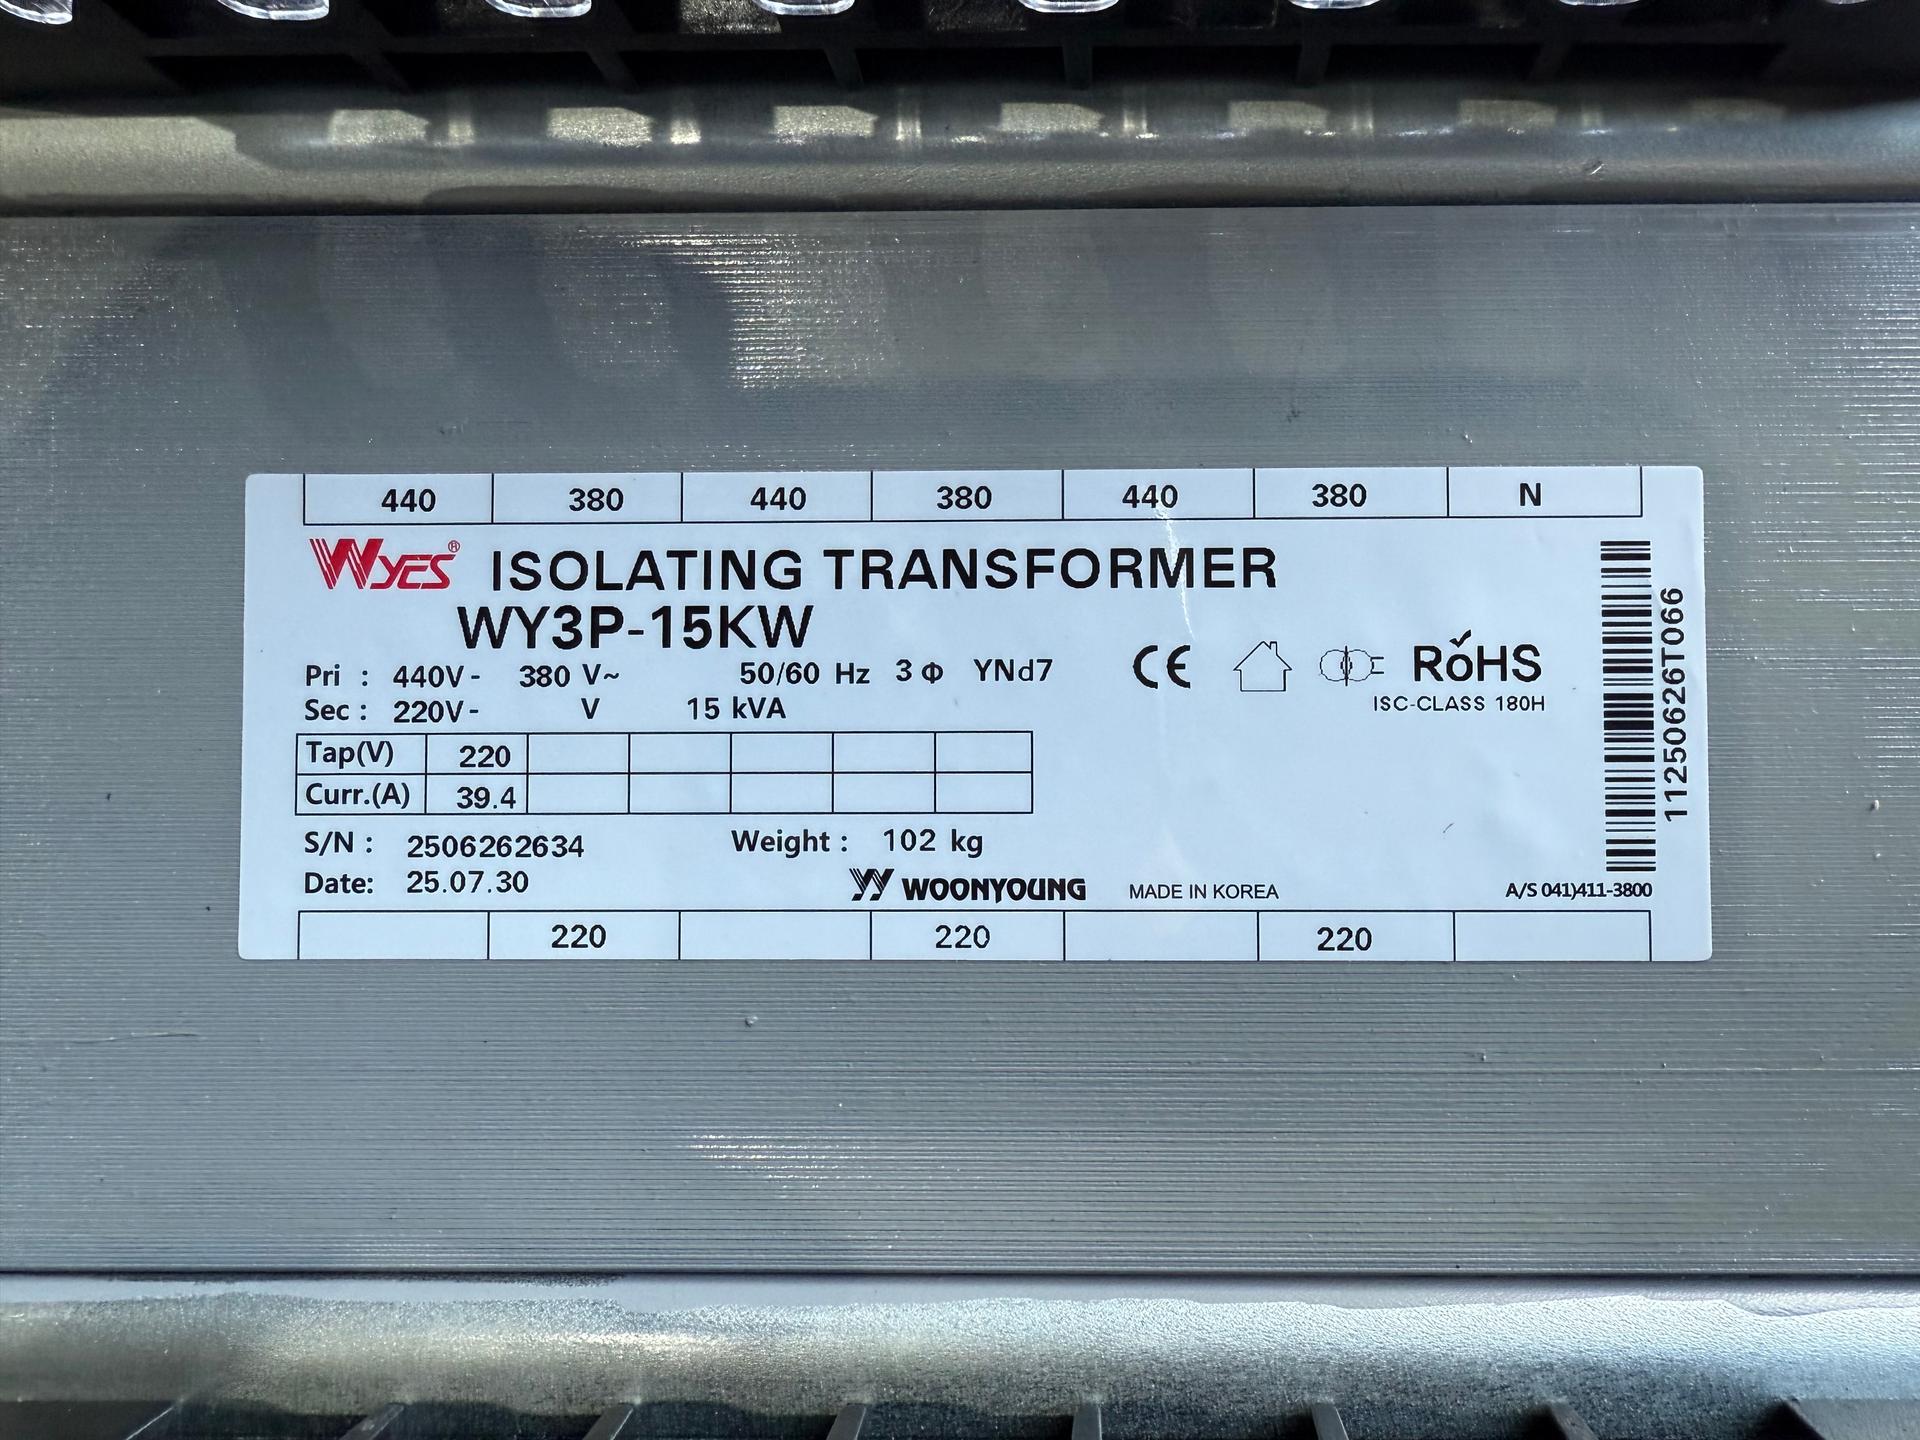 440 380 440 380 440 380 N
WYES® ISOLATING TRANSFORMER
WY3P-15KW
Pri : 440V- 380 V~ 50/60 Hz 3 Φ YNd7
Sec : 220V- V 15 kVA
CE RoHS
ISC-CLASS 180H
Tap(V) 220
Curr.(A) 39.4
S/N : 2506262634 Weight : 102 kg
Date: 25.07.30 WOONYOUNG MADE IN KOREA A/S 041)411-3800
11250626T066
220 220 220